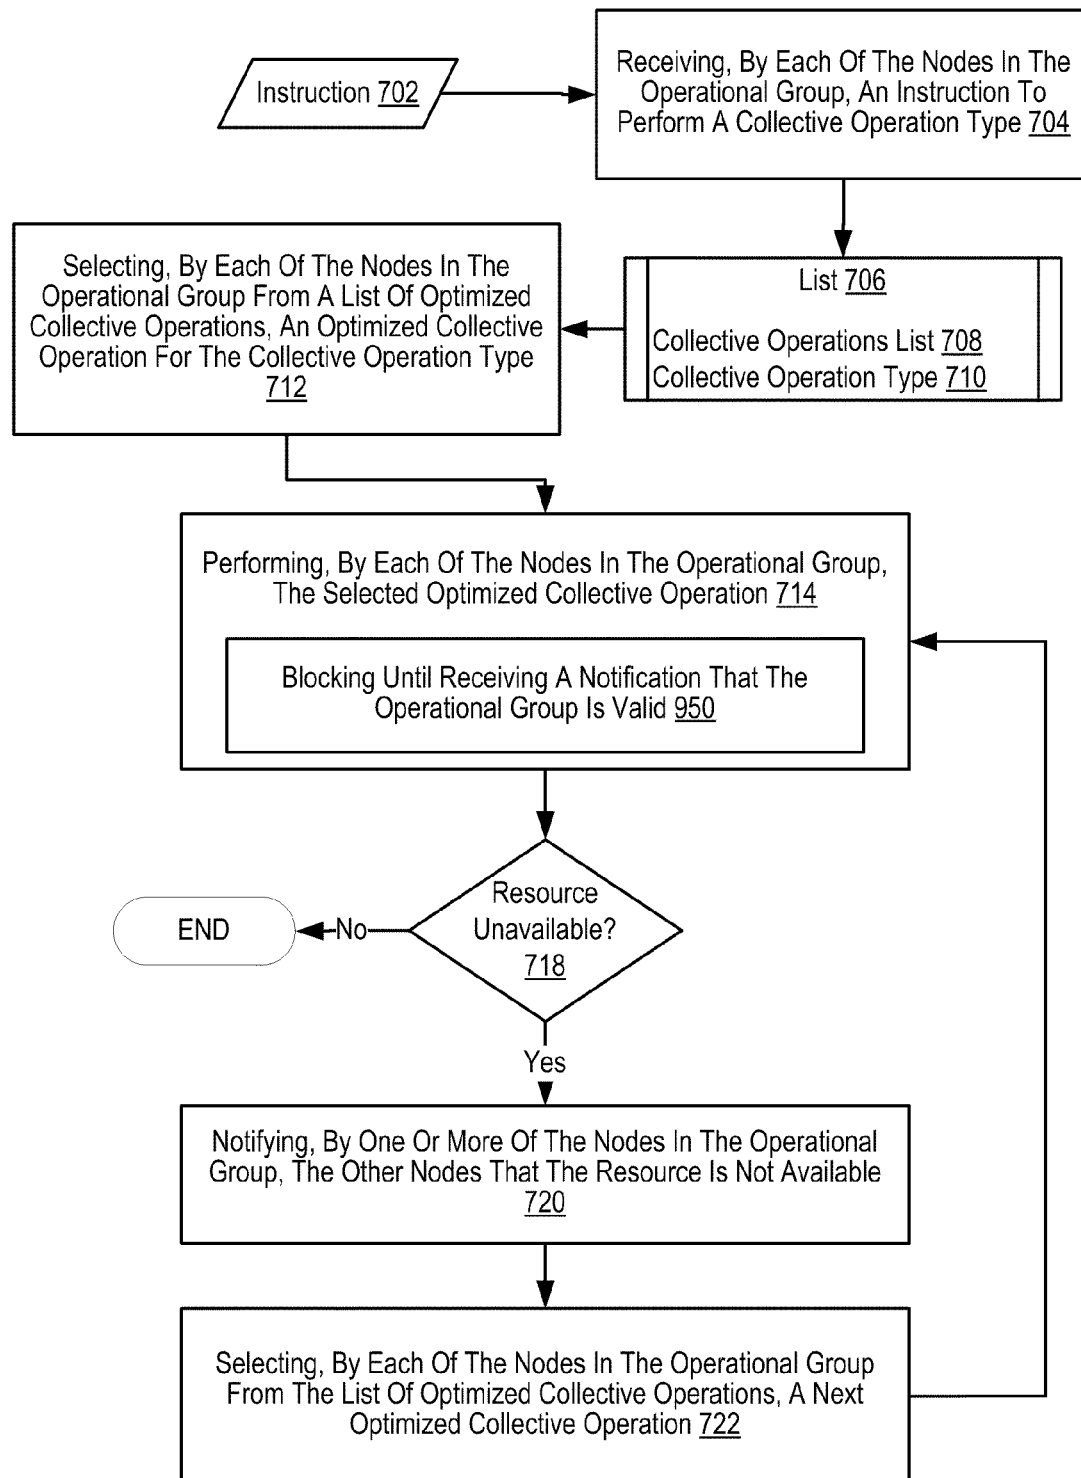 Instruction 702
Receiving, By Each Of The Nodes In The
Operational Group, An Instruction To
Perform A Collective Operation Type 704
List 706
Collective Operations List 708
Collective Operation Type 710
Selecting, By Each Of The Nodes In The
Operational Group From A List Of Optimized
Collective Operations, An Optimized Collective
Operation For The Collective Operation Type
712
Performing, By Each Of The Nodes In The Operational Group,
The Selected Optimized Collective Operation 714
Blocking Until Receiving A Notification That The
Operational Group Is Valid 950
Resource
Unavailable?
718
No
END
Yes
Notifying, By One Or More Of The Nodes In The Operational
Group, The Other Nodes That The Resource Is Not Available
720
Selecting, By Each Of The Nodes In The Operational Group
From The List Of Optimized Collective Operations, A Next
Optimized Collective Operation 722